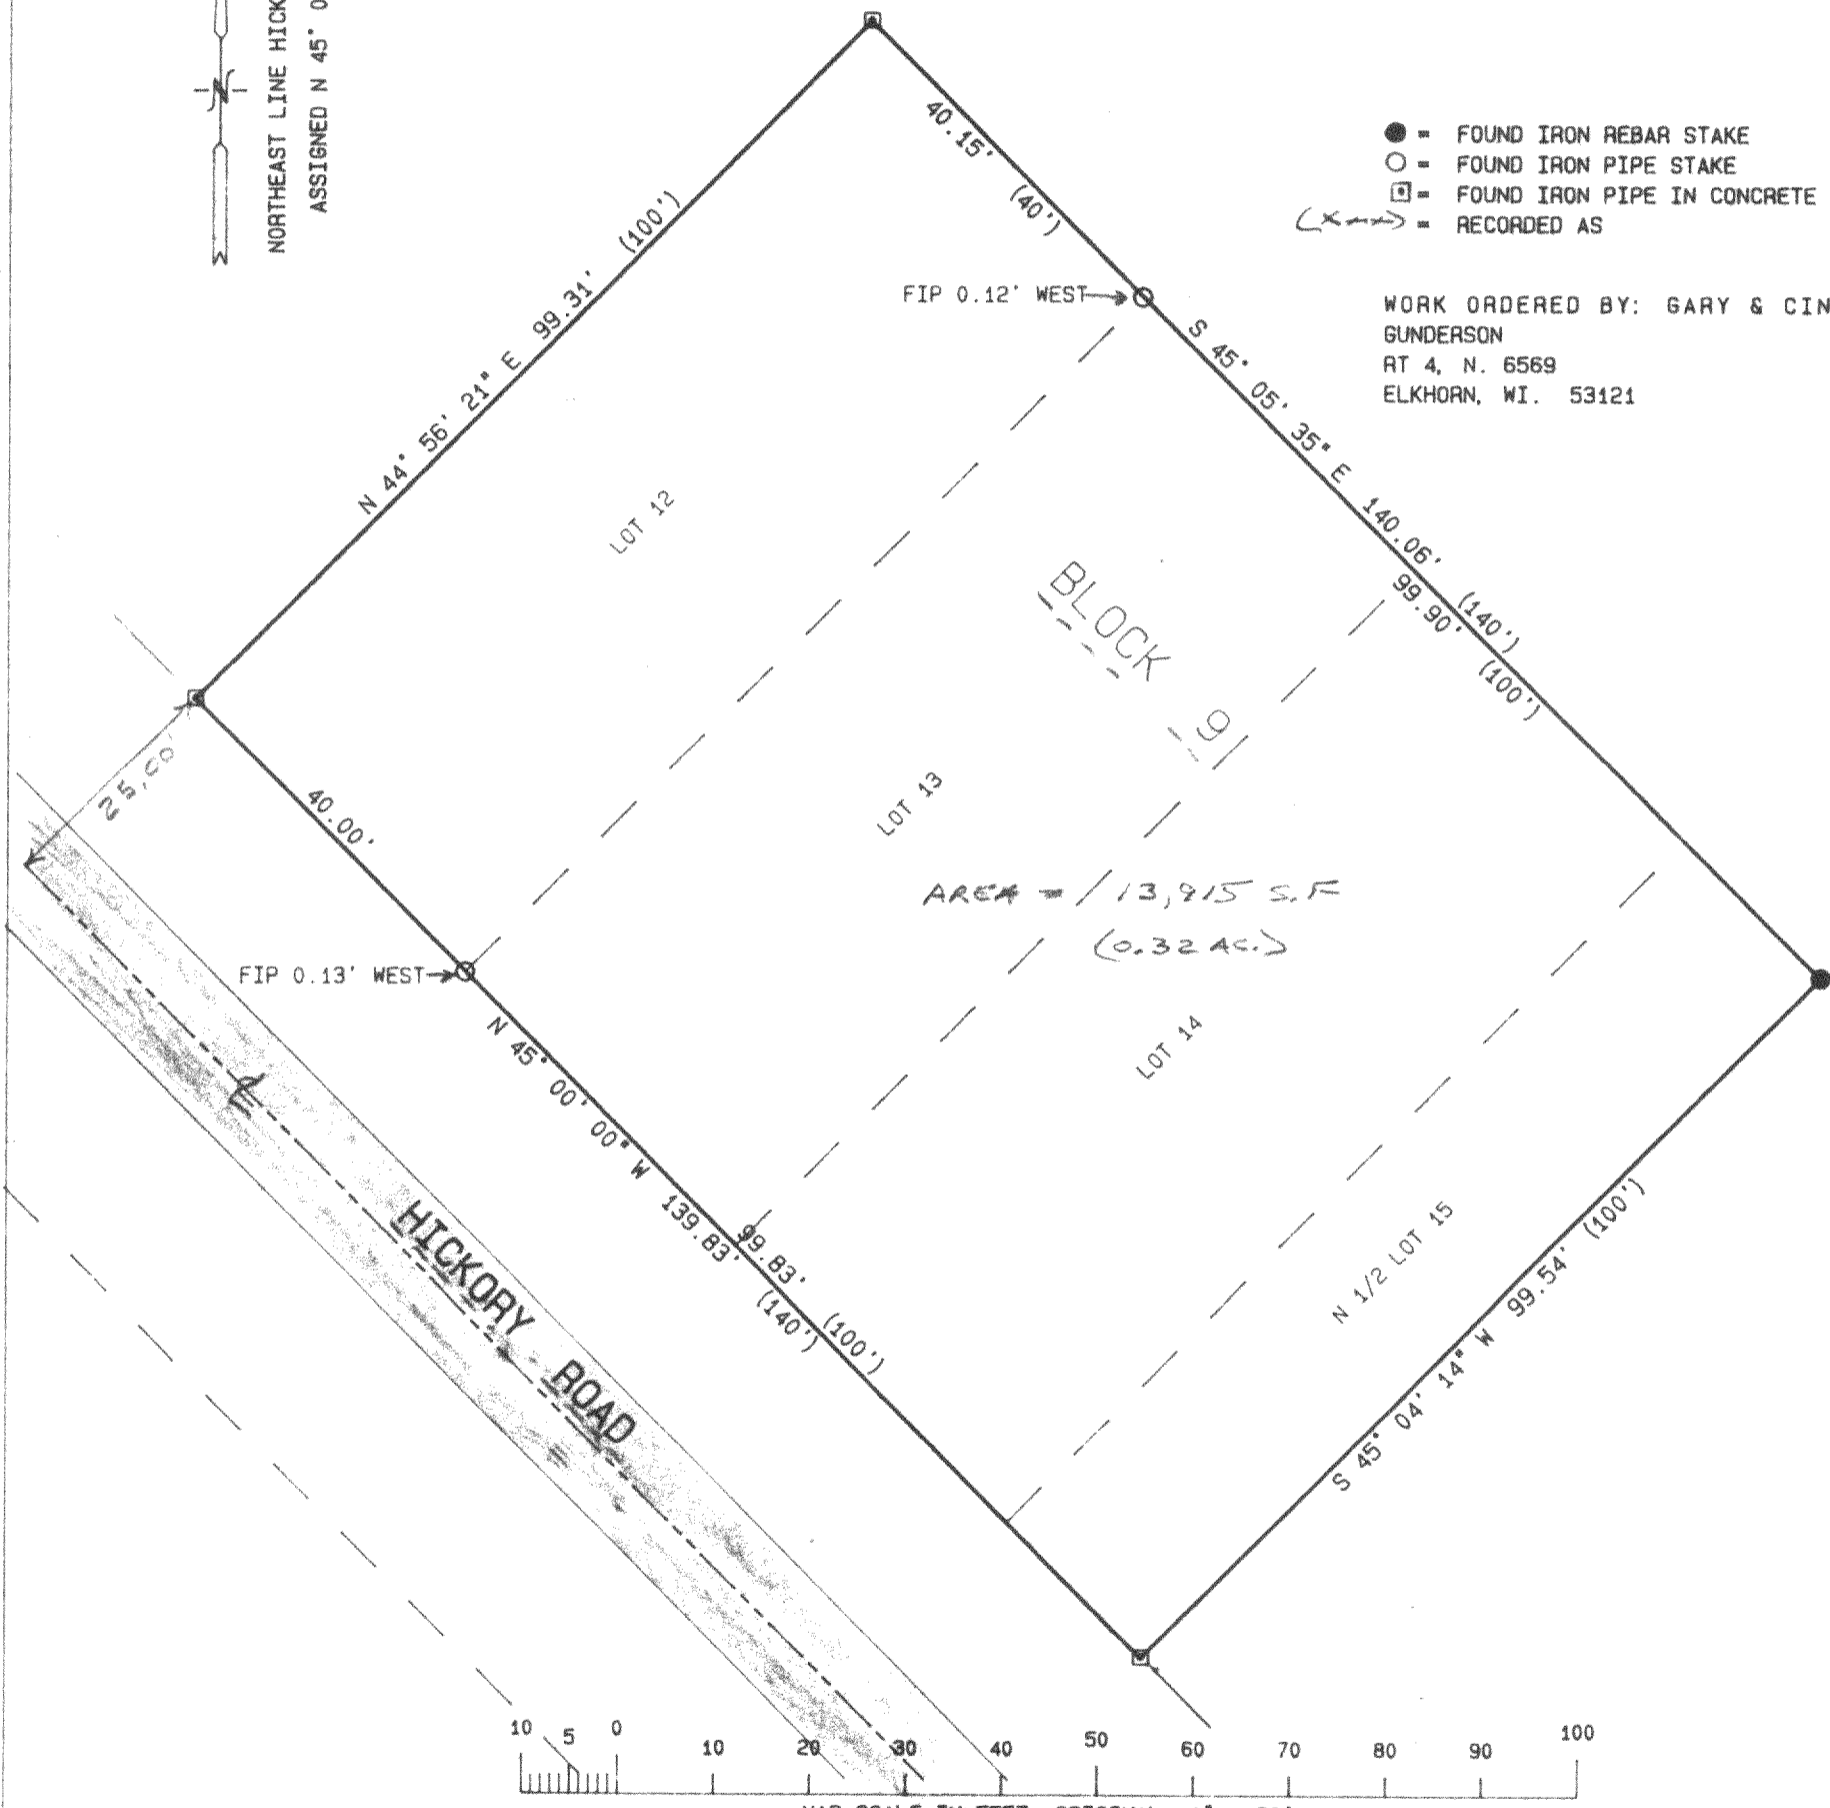 N
NORTHEAST LINE HICK
ASSIGNED N 45° 0
● = FOUND IRON REBAR STAKE
○ = FOUND IRON PIPE STAKE
= FOUND IRON PIPE IN CONCRETE
= RECORDED AS
WORK ORDERED BY: GARY & CIN
GUNDERSON
RT 4, N. 6569
ELKHORN, WI. 53121
40.15'
(40')
N 44° 56' 21" E 99.31' (100')
FIP 0.12' WEST
S 45° 05' 35" E 140.06' (140')
99.90' (100')
LOT 12
BLOCK 9
25.00'
40.00'
LOT 13
AREA = 13,915 S.F
(0.32 AC.)
FIP 0.13' WEST
N 45° 00' 00" W 139.83' (140')
99.83' (100')
LOT 14
N 1/2 LOT 15
S 45° 04' 14" W 99.54' (100')
HICKORY ROAD
10 5 0 10 20 30 40 50 60 70 80 90 100